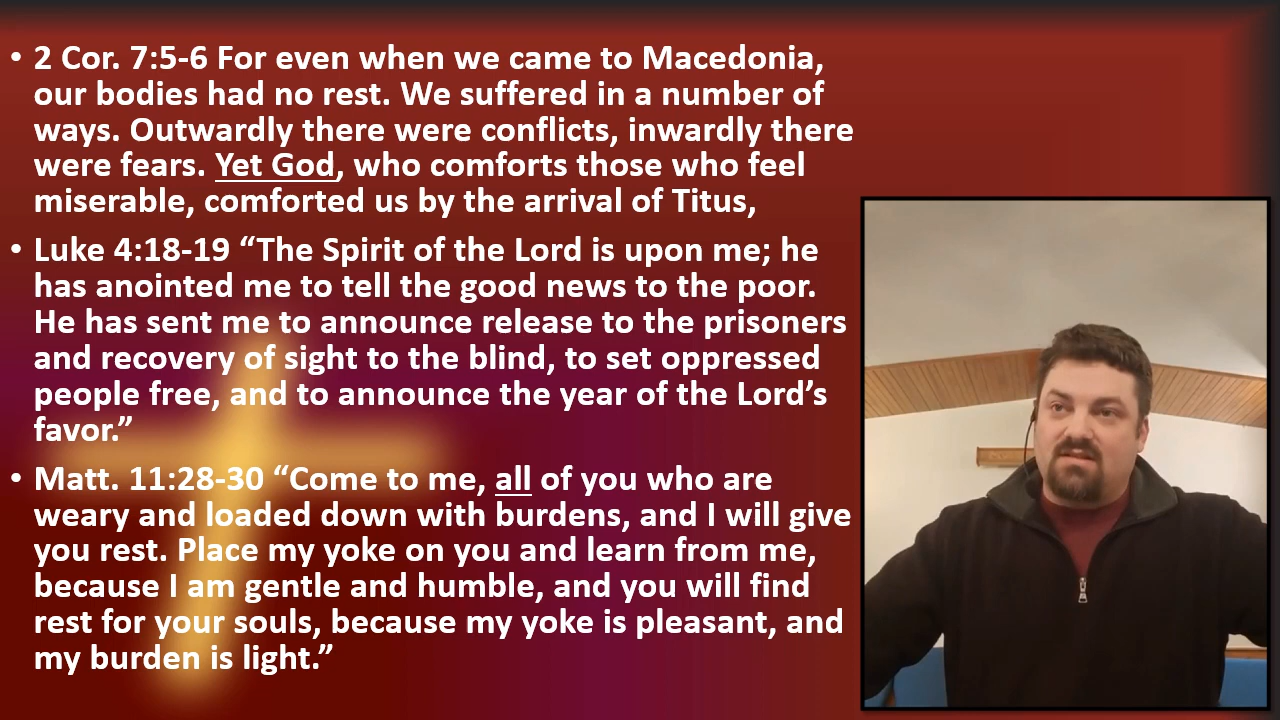 • 2 Cor. 7:5-6 For even when we came to Macedonia,
our bodies had no rest. We suffered in a number of
ways. Outwardly there were conflicts, inwardly there
were fears. Yet God, who comforts those who feel
miserable, comforted us by the arrival of Titus,
• Luke 4:18-19 “The Spirit of the Lord is upon me; he
has anointed me to tell the good news to the poor.
He has sent me to announce release to the prisoners
and recovery of sight to the blind, to set oppressed
people free, and to announce the year of the Lord’s
favor.”
• Matt. 11:28-30 “Come to me, all of you who are
weary and loaded down with burdens, and I will give
you rest. Place my yoke on you and learn from me,
because I am gentle and humble, and you will find
rest for your souls, because my yoke is pleasant, and
my burden is light.”